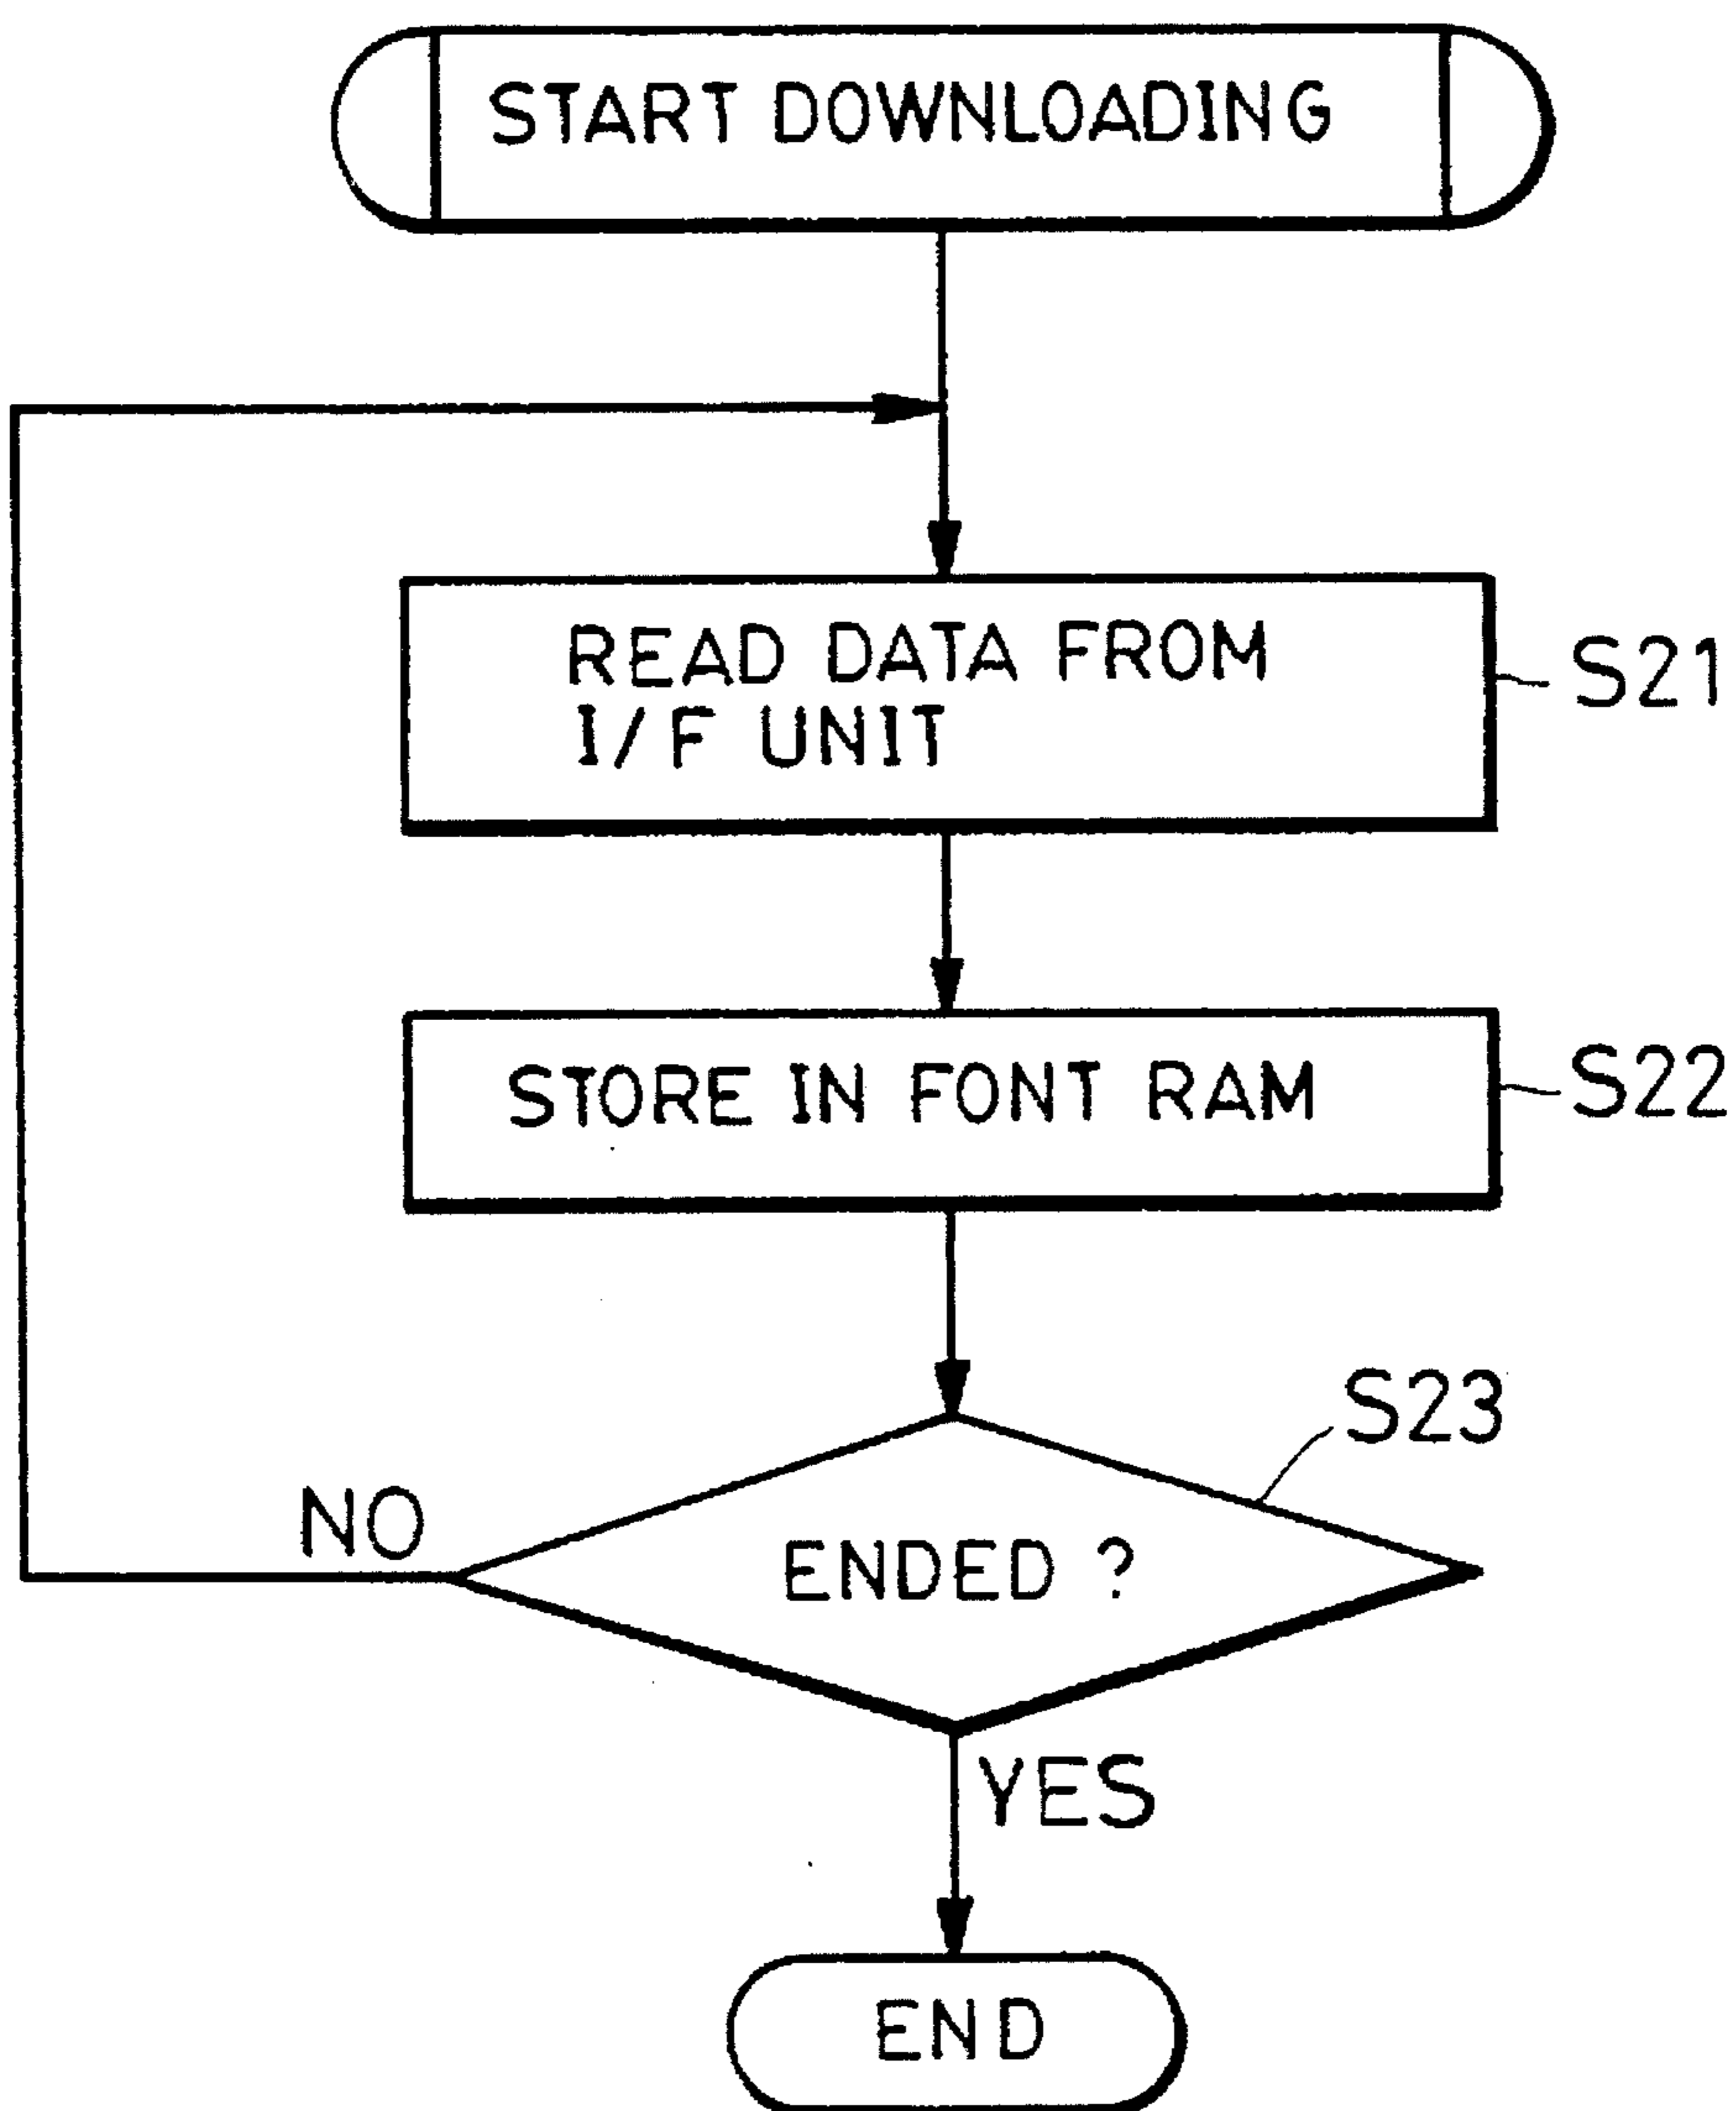 START DOWNLOADING
READ DATA FROM
I/F UNIT
S21
STORE IN FONT RAM
S22
S23
NO
ENDED ?
YES
END